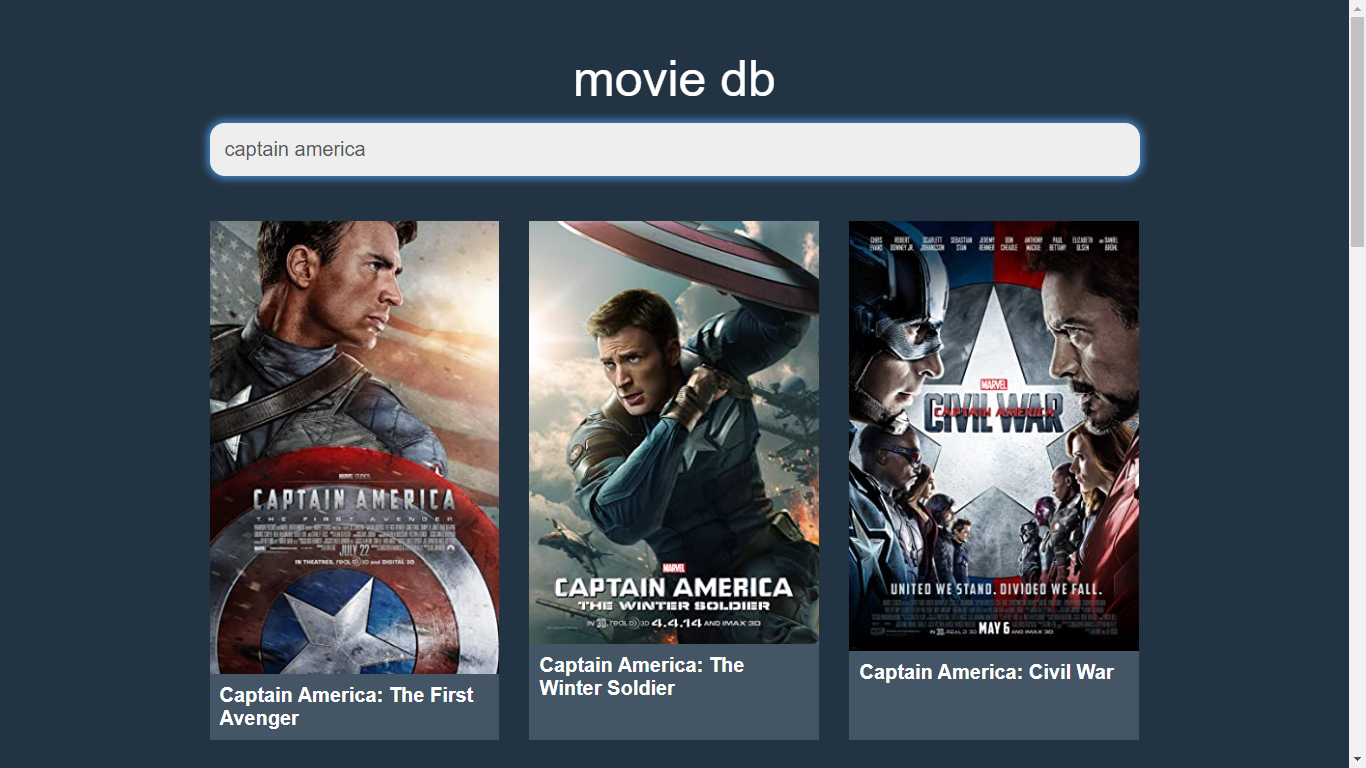 movie db
captain america
MARVEL STUDIOS
CAPTAIN AMERICA
THE FIRST AVENGER
JULY 22
IN THEATRES, REAL D 3D and DIGITAL 3D
Captain America: The First
Avenger
MARVEL
CAPTAIN AMERICA
THE WINTER SOLDIER
IN 3D, REAL D 3D 4.4.14 AND IMAX 3D
Captain America: The
Winter Soldier
CHRIS EVANS ROBERT DOWNEY JR. SCARLETT JOHANSSON SEBASTIAN STAN JEREMY RENNER DON CHEADLE ANTHONY MACKIE PAUL BETTANY ELIZABETH OLSEN AND DANIEL BRÜHL
MARVEL
CAPTAIN AMERICA
CIVIL WAR
UNITED WE STAND. DIVIDED WE FALL.
IN 3D, REAL D 3D MAY 6 AND IMAX 3D
Captain America: Civil War